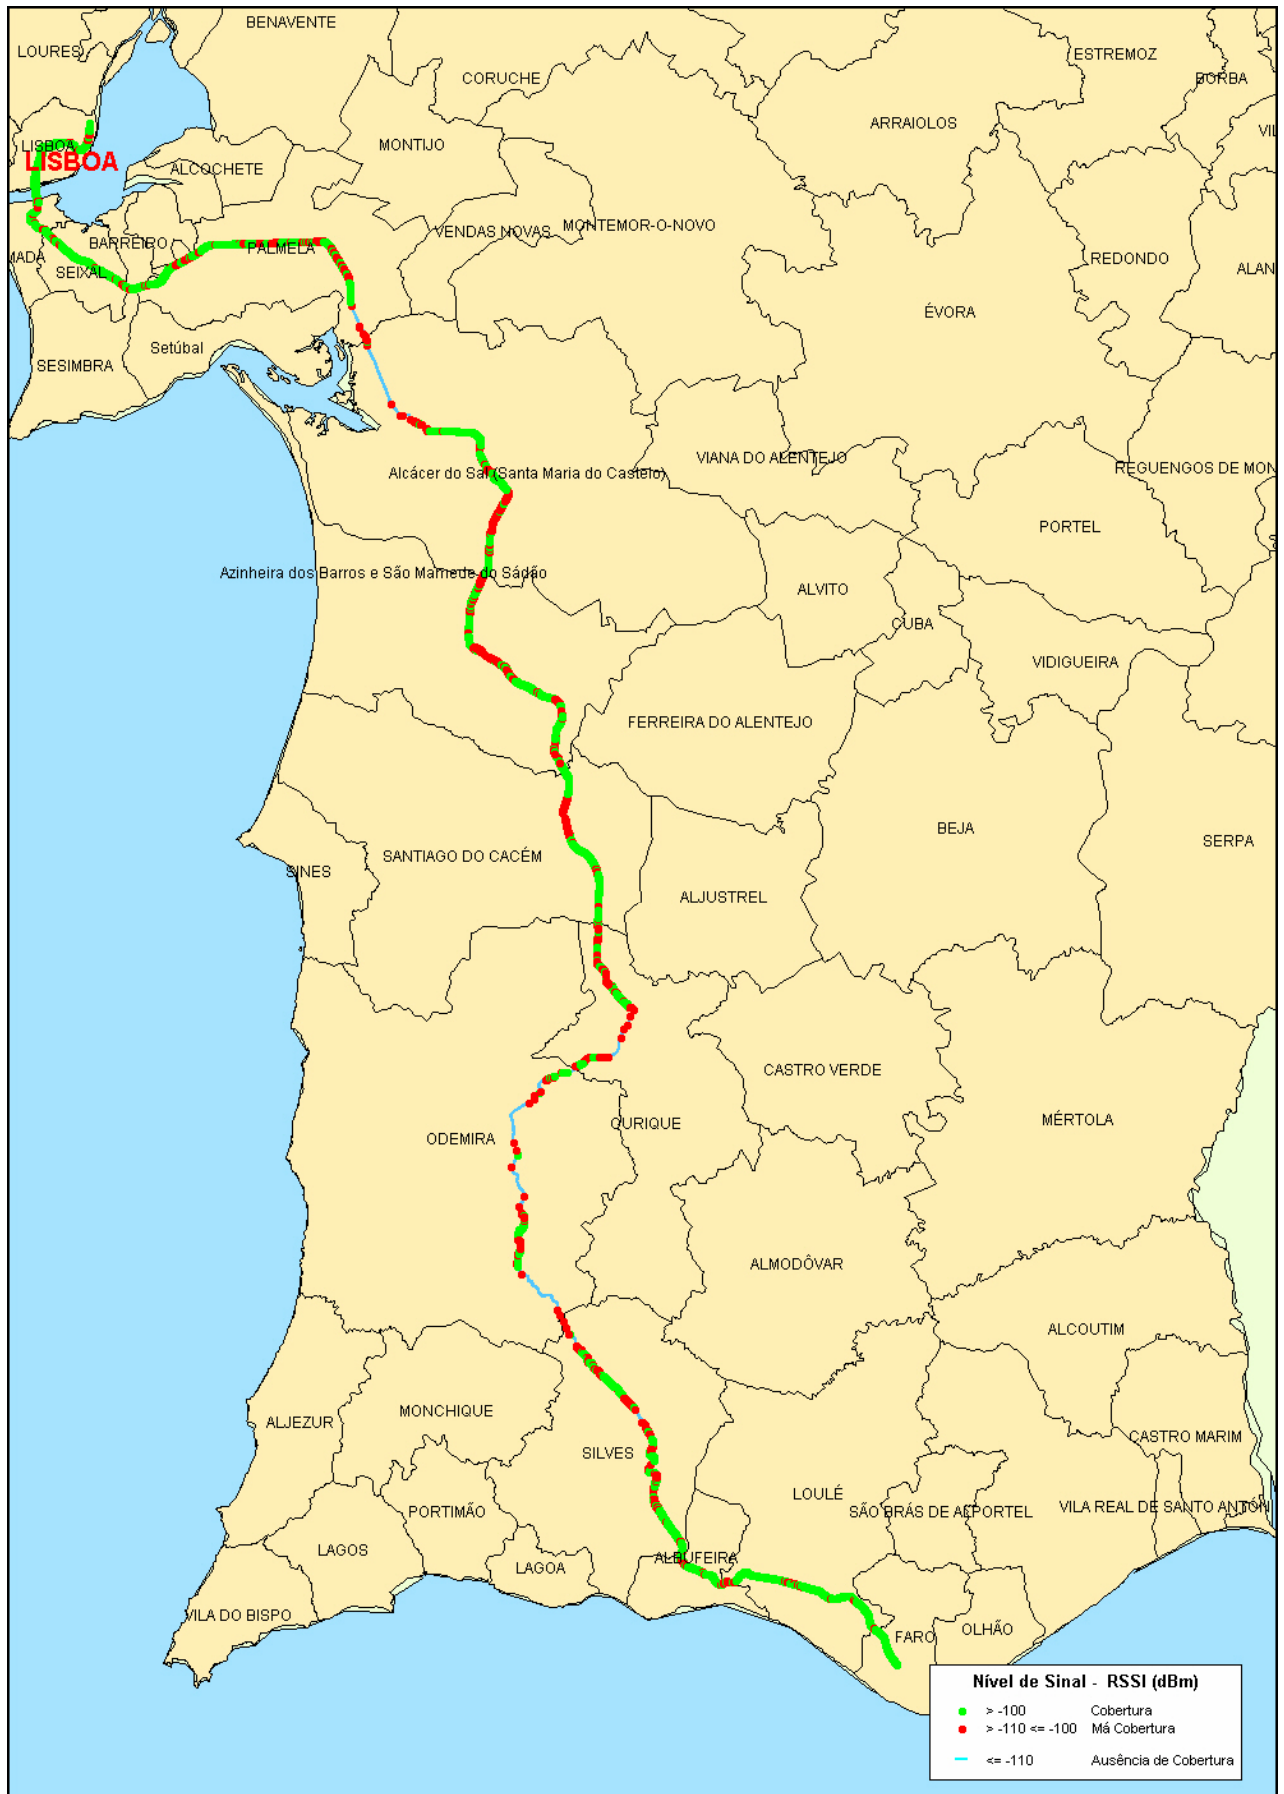 BENAVENTE
LOURES
ESTREMOZ
CORUCHE
BORBA
ARRAIOLOS
VIL
LISBOA
MONTIJO
LISBOA
ALCOCHETE
MONTEMOR-O-NOVO
VENDAS NOVAS
BARREIRO
PALMELA
MADA
SEIXAL
REDONDO
ALAN
ÉVORA
Setúbal
SESIMBRA
VIANA DO ALENTEJO
REGUENGOS DE MON
Alcácer do Sal (Santa Maria do Castelo)
PORTEL
Azinheira dos Barros e São Mamede do Sádão
ALVITO
CUBA
VIDIGUEIRA
FERREIRA DO ALENTEJO
BEJA
SERPA
SANTIAGO DO CACÉM
SINES
ALJUSTREL
CASTRO VERDE
MÉRTOLA
OURIQUE
ODEMIRA
ALMODÔVAR
ALCOUTIM
MONCHIQUE
ALJEZUR
CASTRO MARIM
SILVES
LOULÉ
VILA REAL DE SANTO ANTÓN
PORTIMÃO
SÃO BRÁS DE ALPORTEL
LAGOS
ALBUFEIRA
LAGOA
VILA DO BISPO
OLHÃO
FARO
Nível de Sinal - RSSI (dBm)
> -100 Cobertura
> -110 <= -100 Má Cobertura
<= -110 Ausência de Cobertura